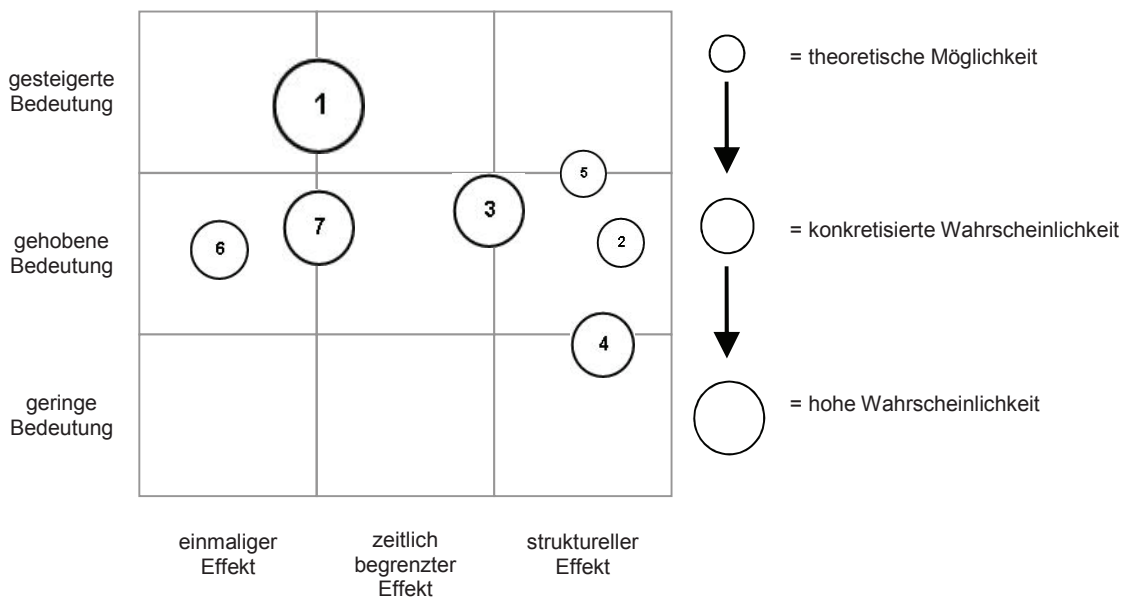 gesteigerte
Bedeutung
1
= theoretische Möglichkeit
5
3
7
2
6
gehobene
Bedeutung
= konkretisierte Wahrscheinlichkeit
4
geringe
Bedeutung
= hohe Wahrscheinlichkeit
einmaliger
Effekt
zeitlich
begrenzter
Effekt
struktureller
Effekt